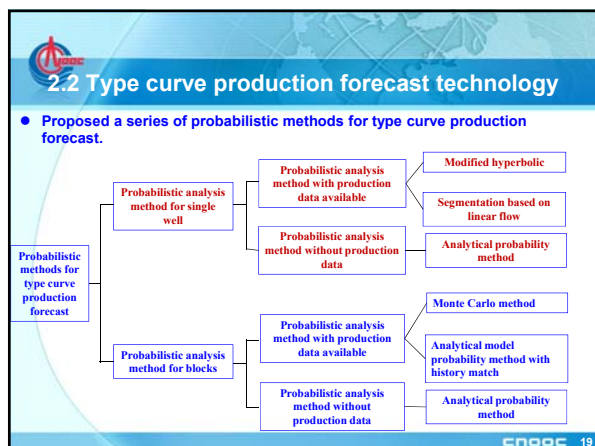 2.2 Type curve production forecast technology
● Proposed a series of probabilistic methods for type curve production
forecast.
Probabilistic
methods for
type curve
production
forecast
Probabilistic analysis
method for single
well
Probabilistic analysis
method with production
data available
Modified hyperbolic
Segmentation based on
linear flow
Probabilistic analysis
method without production
data
Analytical probability
method
Probabilistic analysis
method for blocks
Probabilistic analysis
method with production
data available
Monte Carlo method
Analytical model
probability method with
history match
Probabilistic analysis
method without
production data
Analytical probability
method
19